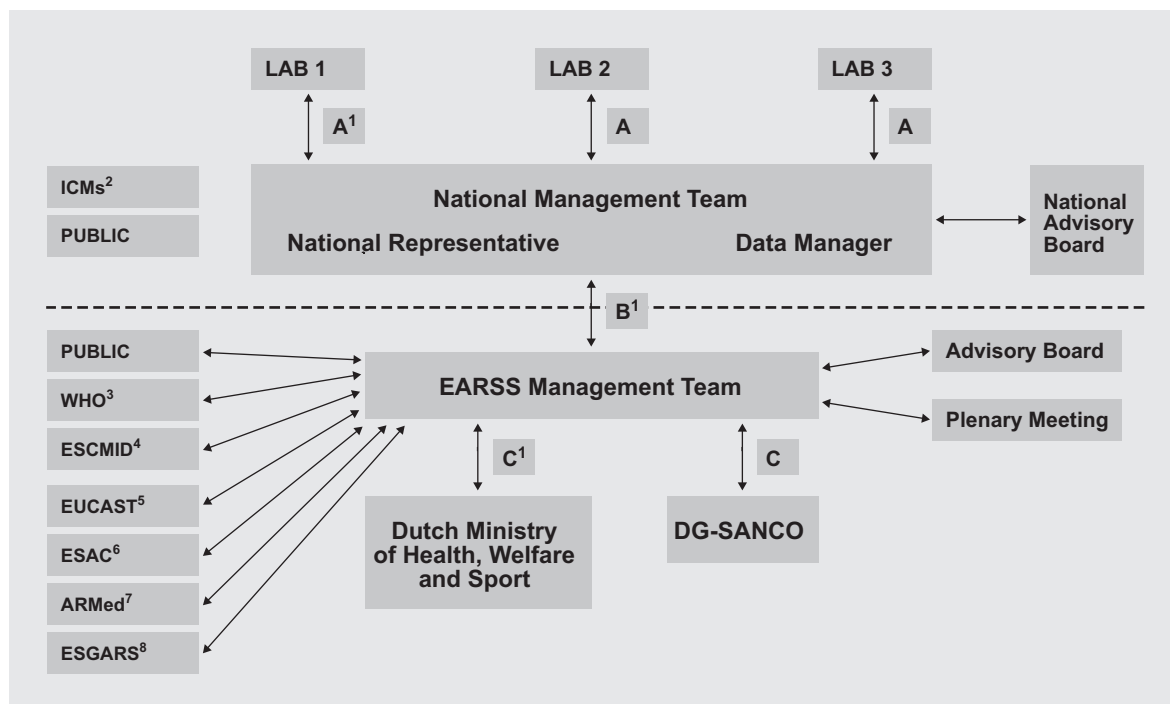 LAB 1
LAB 2
LAB 3
A¹
A
A
ICMs²
PUBLIC
National Management Team
National Representative
Data Manager
National
Advisory
Board
B¹
PUBLIC
WHO³
ESCMID⁴
EUCAST⁵
ESAC⁶
ARMed⁷
ESGARS⁸
EARSS Management Team
Advisory Board
Plenary Meeting
C¹
C
Dutch Ministry
of Health, Welfare
and Sport
DG-SANCO